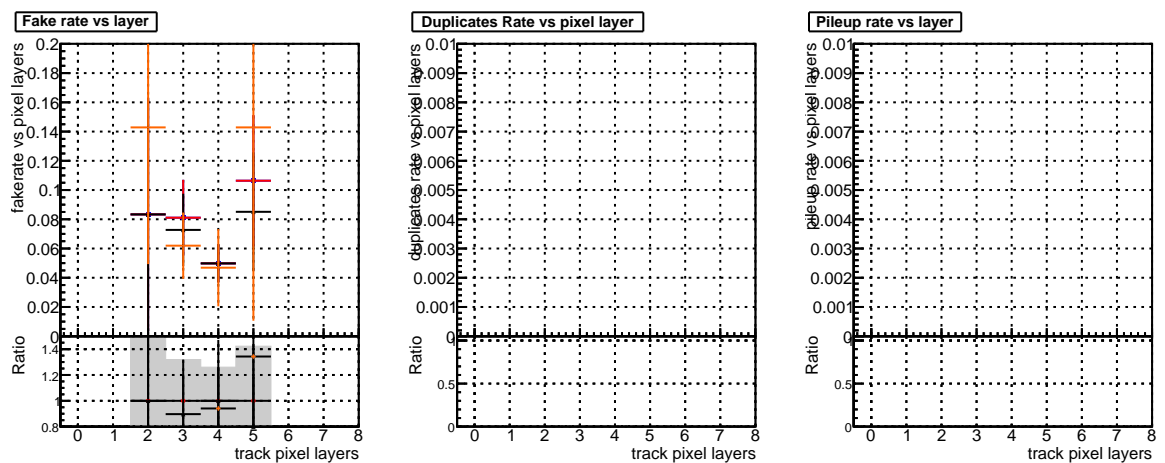 Fake rate vs layer
fakerate vs pixel layers
0.2
0.18
0.16
0.14
0.12
0.1
0.08
0.06
0.04
0.02
0
Ratio
1.4
1.2
1
0.8
0 1 2 3 4 5 6 7 8
track pixel layers
Duplicates Rate vs pixel layer
duplicates rate vs pixel layers
0.01
0.009
0.008
0.007
0.006
0.005
0.004
0.003
0.002
0.001
0
Ratio
1
0.5
0
0 1 2 3 4 5 6 7 8
track pixel layers
Pileup rate vs layer
pileup rate vs pixel layers
0.01
0.009
0.008
0.007
0.006
0.005
0.004
0.003
0.002
0.001
0
Ratio
1
0.5
0
0 1 2 3 4 5 6 7 8
track pixel layers